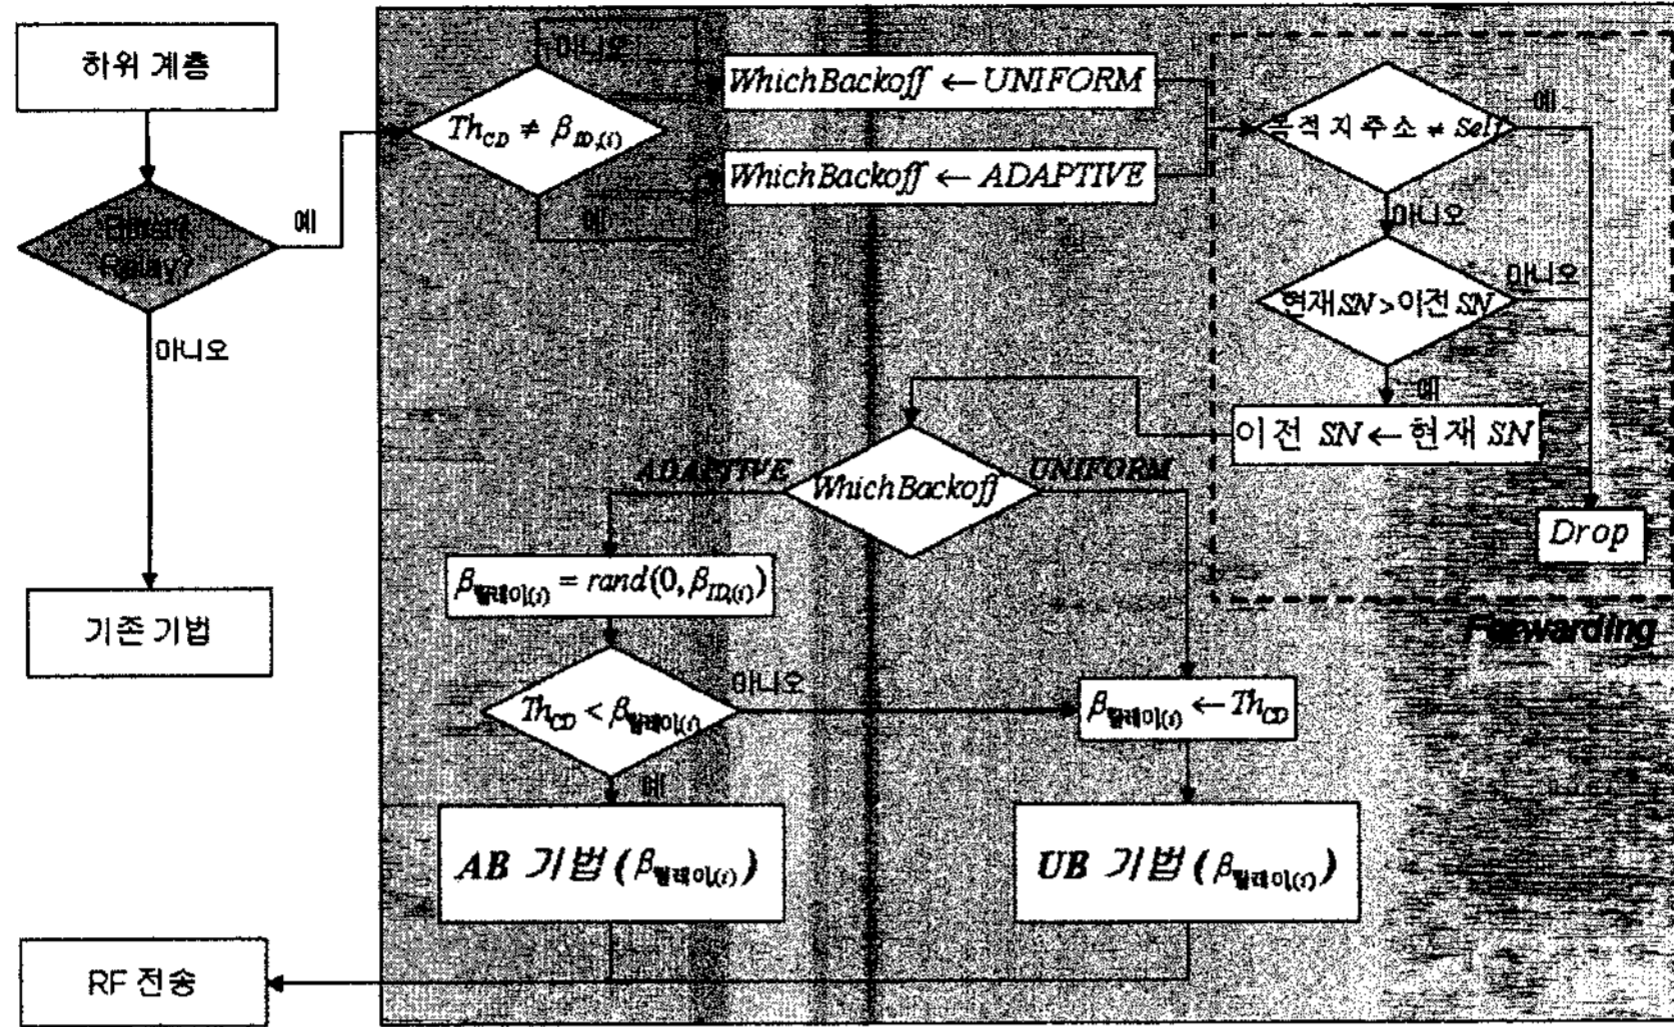 하위 계층
아니오
WhichBackoff ← UNIFORM
예
Th_CD ≠ β_ID,(i)
목적지주소 ≠ Self
WhichBackoff ← ADAPTIVE
예
예
아니오
아니오
현재 SN > 이전 SN
아니오
예
이전 SN ← 현재 SN
ADAPTIVE
UNIFORM
WhichBackoff
Drop
β_릴레이(i) = rand(0, β_ID,(i))
기존 기법
Forwarding
아니오
Th_CD < β_릴레이(i)
β_릴레이(i) ← Th_CD
예
AB 기법 (β_릴레이(i))
UB 기법 (β_릴레이(i))
RF 전송